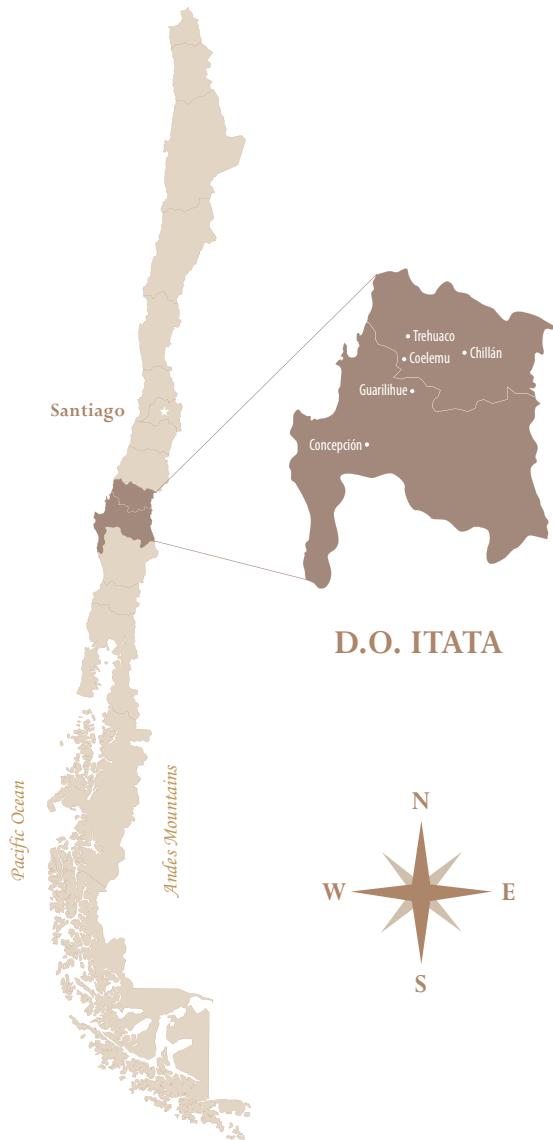 Trehuaco
Chillán
Coelemu
Guarilihue
Santiago
Concepción
D.O. ITATA
Pacific Ocean
Andes Mountains
N
W
E
S